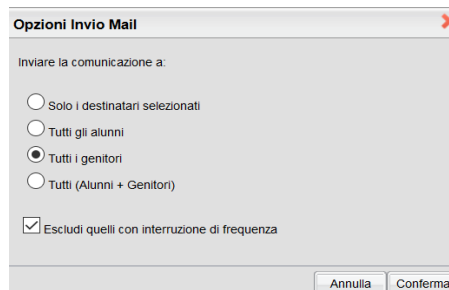 Opzioni Invio Mail
Inviare la comunicazione a:
Solo i destinatari selezionati
Tutti gli alunni
Tutti i genitori
Tutti (Alunni + Genitori)
Escludi quelli con interruzione di frequenza
Annulla Conferma